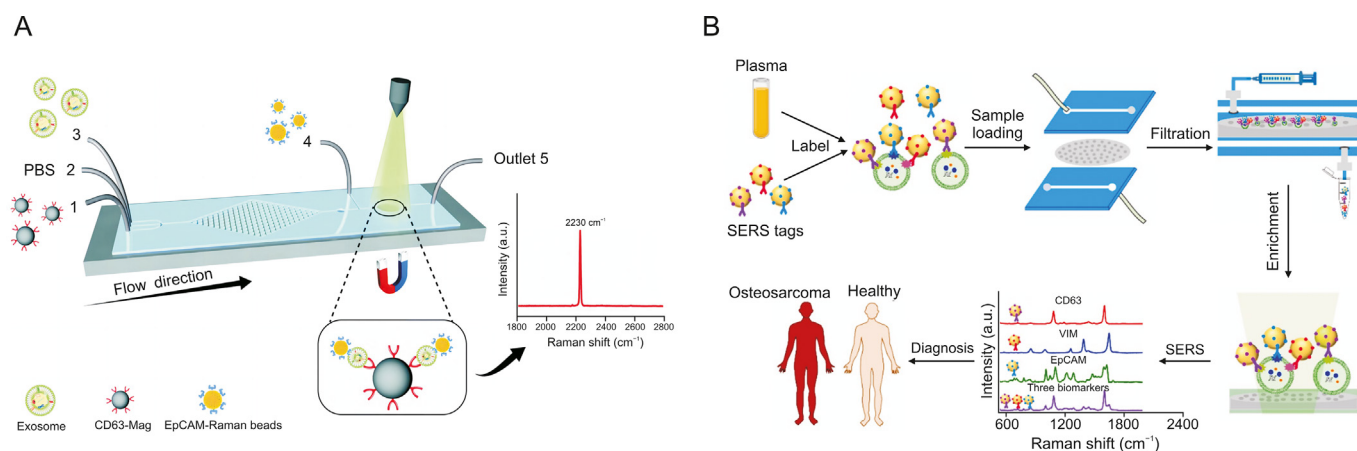 A
3
PBS
2
1
4
Outlet 5
Flow direction
2230 cm⁻¹
Intensity (a.u.)
1800 2000 2200 2400 2600 2800
Raman shift (cm⁻¹)
Exosome
CD63-Mag
EpCAM-Raman beads
B
Plasma
Label
SERS tags
Sample
loading
Filtration
Enrichment
SERS
CD63
VIM
EpCAM
Three biomarkers
Intensity (a.u.)
600 1200 1800 2400
Raman shift (cm⁻¹)
Diagnosis
Osteosarcoma
Healthy